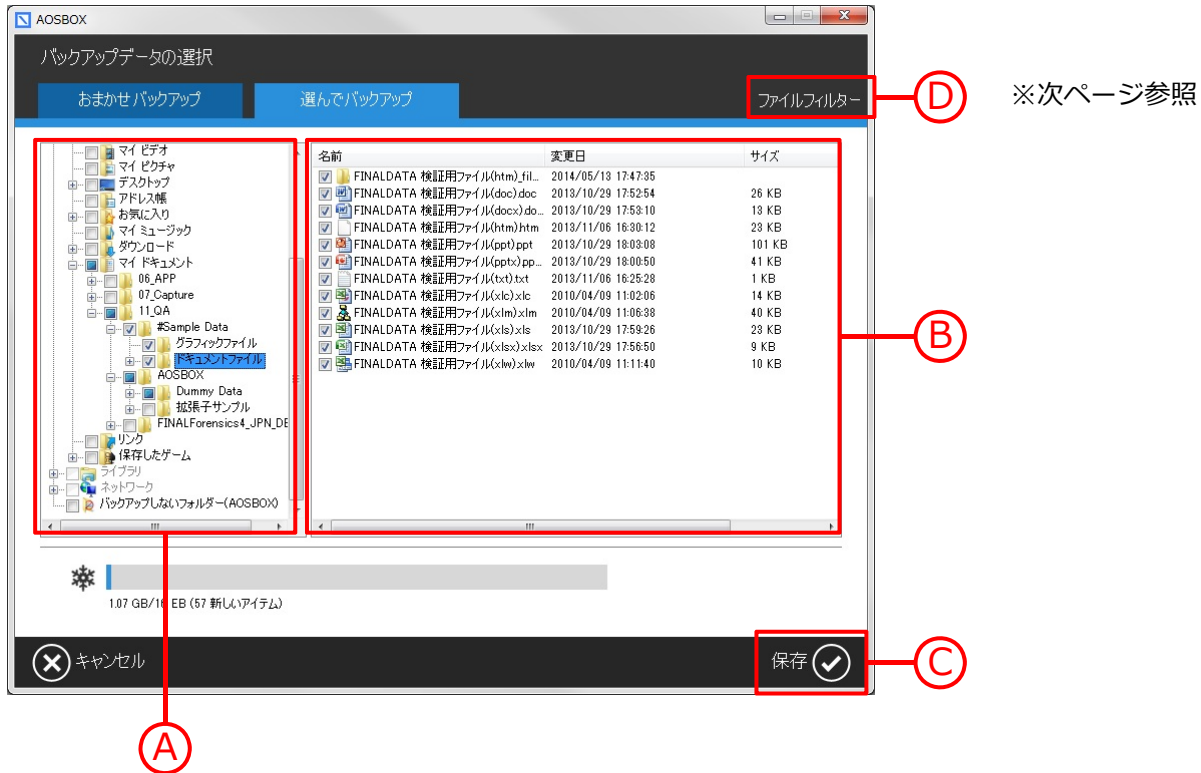 AOSBOX
バックアップデータの選択
おまかせバックアップ 選んでバックアップ ファイルフィルター
D ※次ページ参照
マイ ビデオ
マイ ピクチャ
デスクトップ
アドレス帳
お気に入り
マイ ミュージック
ダウンロード
マイ ドキュメント
06_APP
07_Capture
11_QA
#Sample Data
グラフィックファイル
ドキュメントファイル
AOSBOX
Dummy Data
拡張子サンプル
FINALForensics4_JPN_DE
リンク
保存したゲーム
ライブラリ
ネットワーク
バックアップしないフォルダー(AOSBOX)
名前 変更日 サイズ
FINALDATA 検証用ファイル(htm)_fil... 2014/05/13 17:47:35
FINALDATA 検証用ファイル(doc).doc 2013/10/29 17:52:54 26 KB
FINALDATA 検証用ファイル(docx).do... 2013/10/29 17:53:10 13 KB
FINALDATA 検証用ファイル(htm).htm 2013/11/06 16:30:12 23 KB
FINALDATA 検証用ファイル(ppt).ppt 2013/10/29 18:03:08 101 KB
FINALDATA 検証用ファイル(pptx).pp... 2013/10/29 18:00:50 41 KB
FINALDATA 検証用ファイル(txt).txt 2013/11/06 16:25:28 1 KB
FINALDATA 検証用ファイル(xlc).xlc 2010/04/09 11:02:06 14 KB
FINALDATA 検証用ファイル(xlm).xlm 2010/04/09 11:06:38 40 KB
FINALDATA 検証用ファイル(xls).xls 2013/10/29 17:59:26 23 KB
FINALDATA 検証用ファイル(xlsx).xlsx 2013/10/29 17:56:50 9 KB
FINALDATA 検証用ファイル(xlw).xlw 2010/04/09 11:11:40 10 KB
B
1.07 GB/16 EB (57 新しいアイテム)
キャンセル 保存
C
A